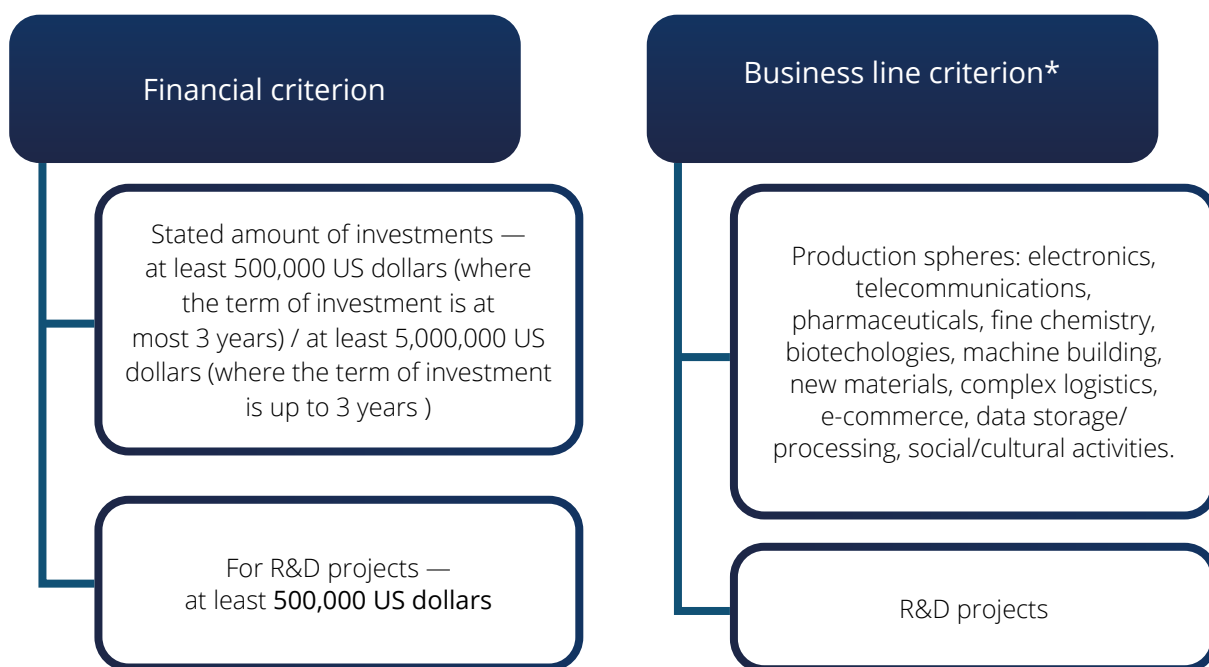 Financial criterion
Stated amount of investments —
at least 500,000 US dollars (where
the term of investment is at
most 3 years) / at least 5,000,000 US
dollars (where the term of investment
is up to 3 years )
For R&D projects —
at least 500,000 US dollars
Business line criterion*
Production spheres: electronics,
telecommunications,
pharmaceuticals, fine chemistry,
biotechologies, machine building,
new materials, complex logistics,
e-commerce, data storage/
processing, social/cultural activities.
R&D projects